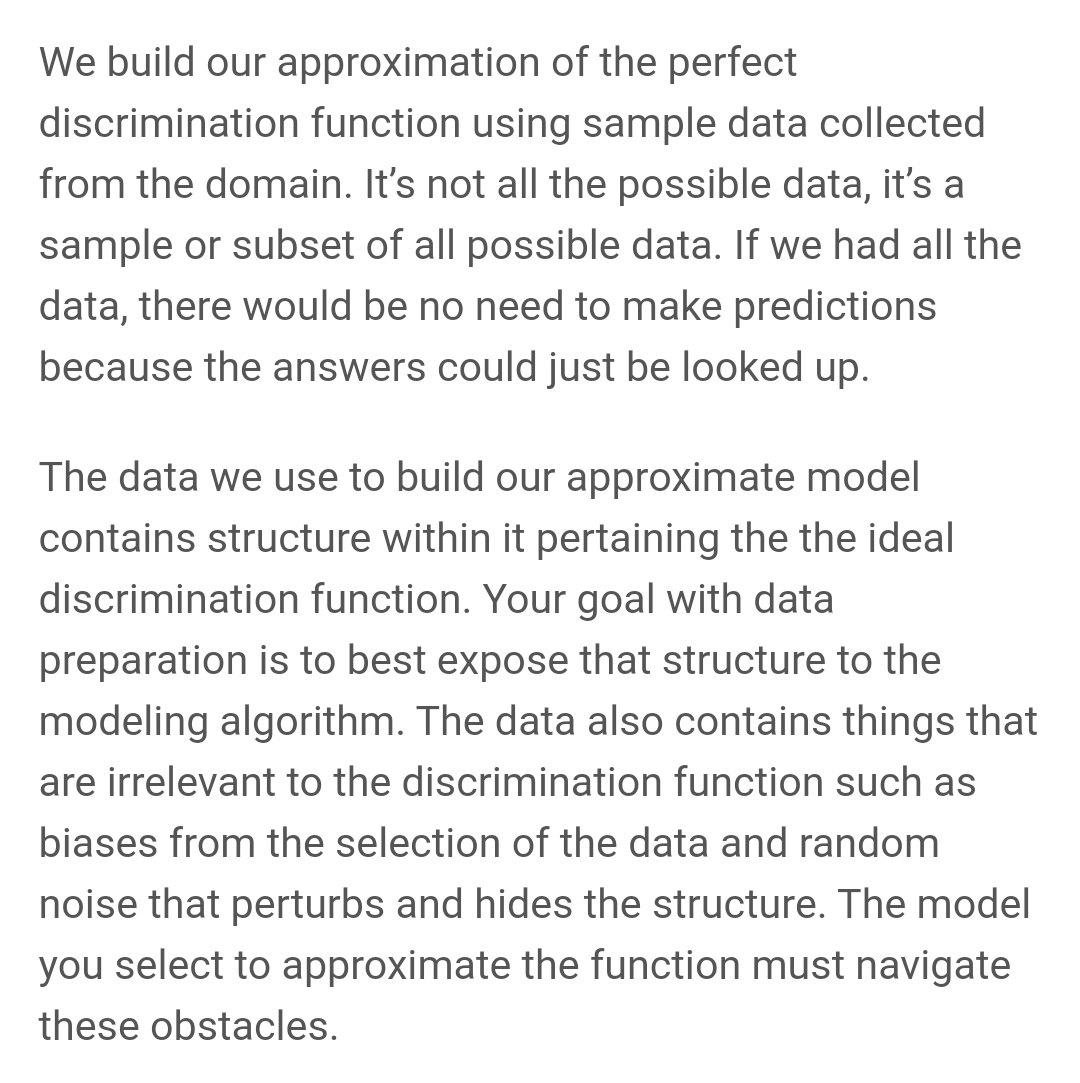 We build our approximation of the perfect
discrimination function using sample data collected
from the domain. It’s not all the possible data, it’s a
sample or subset of all possible data. If we had all the
data, there would be no need to make predictions
because the answers could just be looked up.
The data we use to build our approximate model
contains structure within it pertaining the the ideal
discrimination function. Your goal with data
preparation is to best expose that structure to the
modeling algorithm. The data also contains things that
are irrelevant to the discrimination function such as
biases from the selection of the data and random
noise that perturbs and hides the structure. The model
you select to approximate the function must navigate
these obstacles.